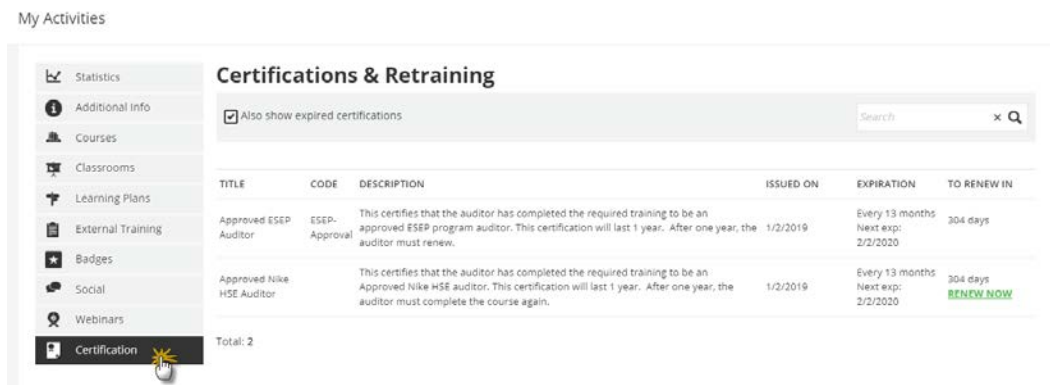 My Activities
Statistics
Additional Info
Courses
Classrooms
Learning Plans
External Training
Badges
Social
Webinars
Certification
Certifications & Retraining
Also show expired certifications
Search
TITLE CODE DESCRIPTION ISSUED ON EXPIRATION TO RENEW IN
Approved ESEP
Auditor
ESEP-
Approval
This certifies that the auditor has completed the required training to be an
approved ESEP program auditor. This certification will last 1 year. After one year, the
auditor must renew.
1/2/2019
Every 13 months
Next exp:
2/2/2020
304 days
Approved Nike
HSE Auditor
This certifies that the auditor has completed the required training to be an
Approved Nike HSE auditor. This certification will last 1 year. After one year, the
auditor must complete the course again.
1/2/2019
Every 13 months
Next exp:
2/2/2020
304 days
RENEW NOW
Total: 2